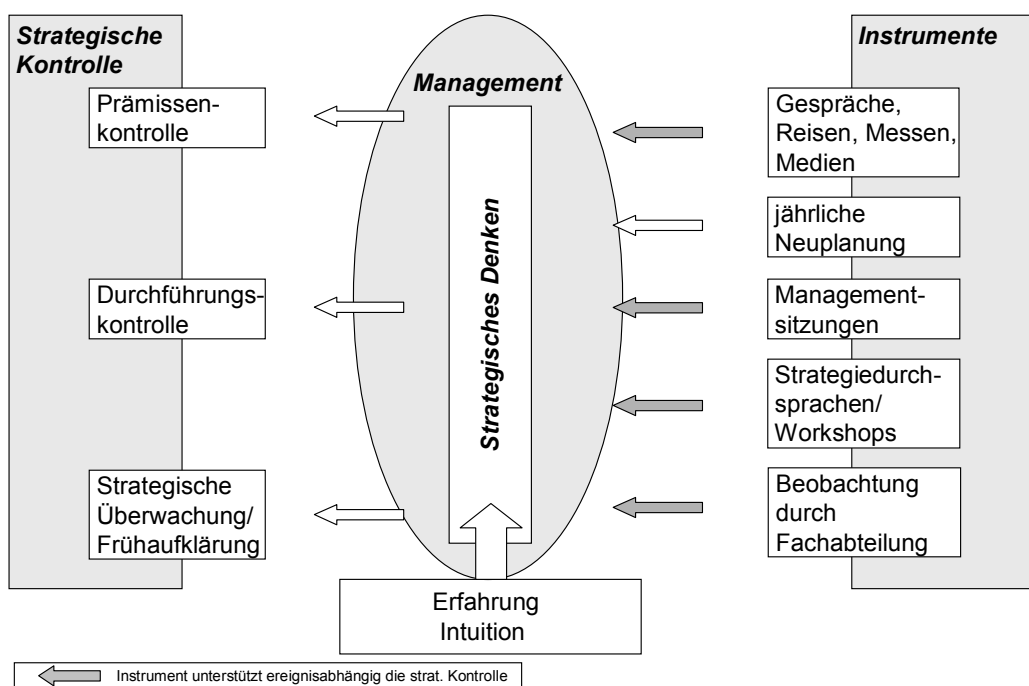 Strategische
Kontrolle
Prämissen-
kontrolle
Durchführungs-
kontrolle
Strategische
Überwachung/
Frühaufklärung
Management
Strategisches Denken
Erfahrung
Intuition
Instrumente
Gespräche,
Reisen, Messen,
Medien
jährliche
Neuplanung
Management-
sitzungen
Strategiedurch-
sprachen/
Workshops
Beobachtung
durch
Fachabteilung
Instrument unterstützt ereignisabhängig die strat. Kontrolle